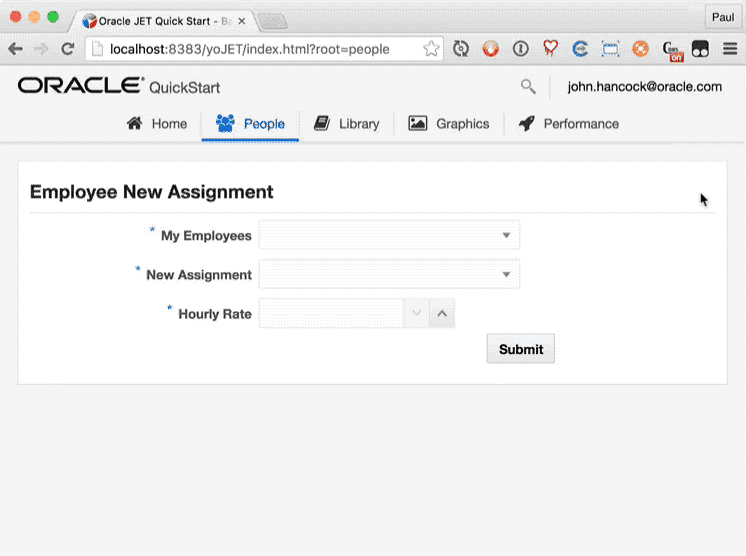 Oracle JET Quick Start - Ba
Paul
localhost:8383/yoJET/index.html?root=people
off
ORACLE® QuickStart
john.hancock@oracle.com
Home People Library Graphics Performance
Employee New Assignment
* My Employees
* New Assignment
* Hourly Rate
Submit